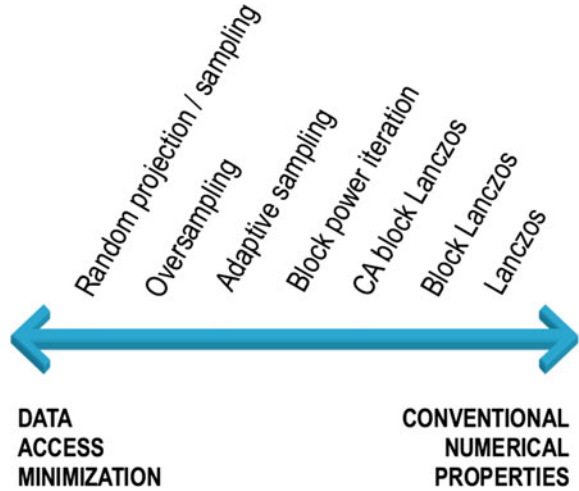 Random projection / sampling
Oversampling
Adaptive sampling
Block power iteration
CA block Lanczos
Block Lanczos
Lanczos
DATA
ACCESS
MINIMIZATION
CONVENTIONAL
NUMERICAL
PROPERTIES